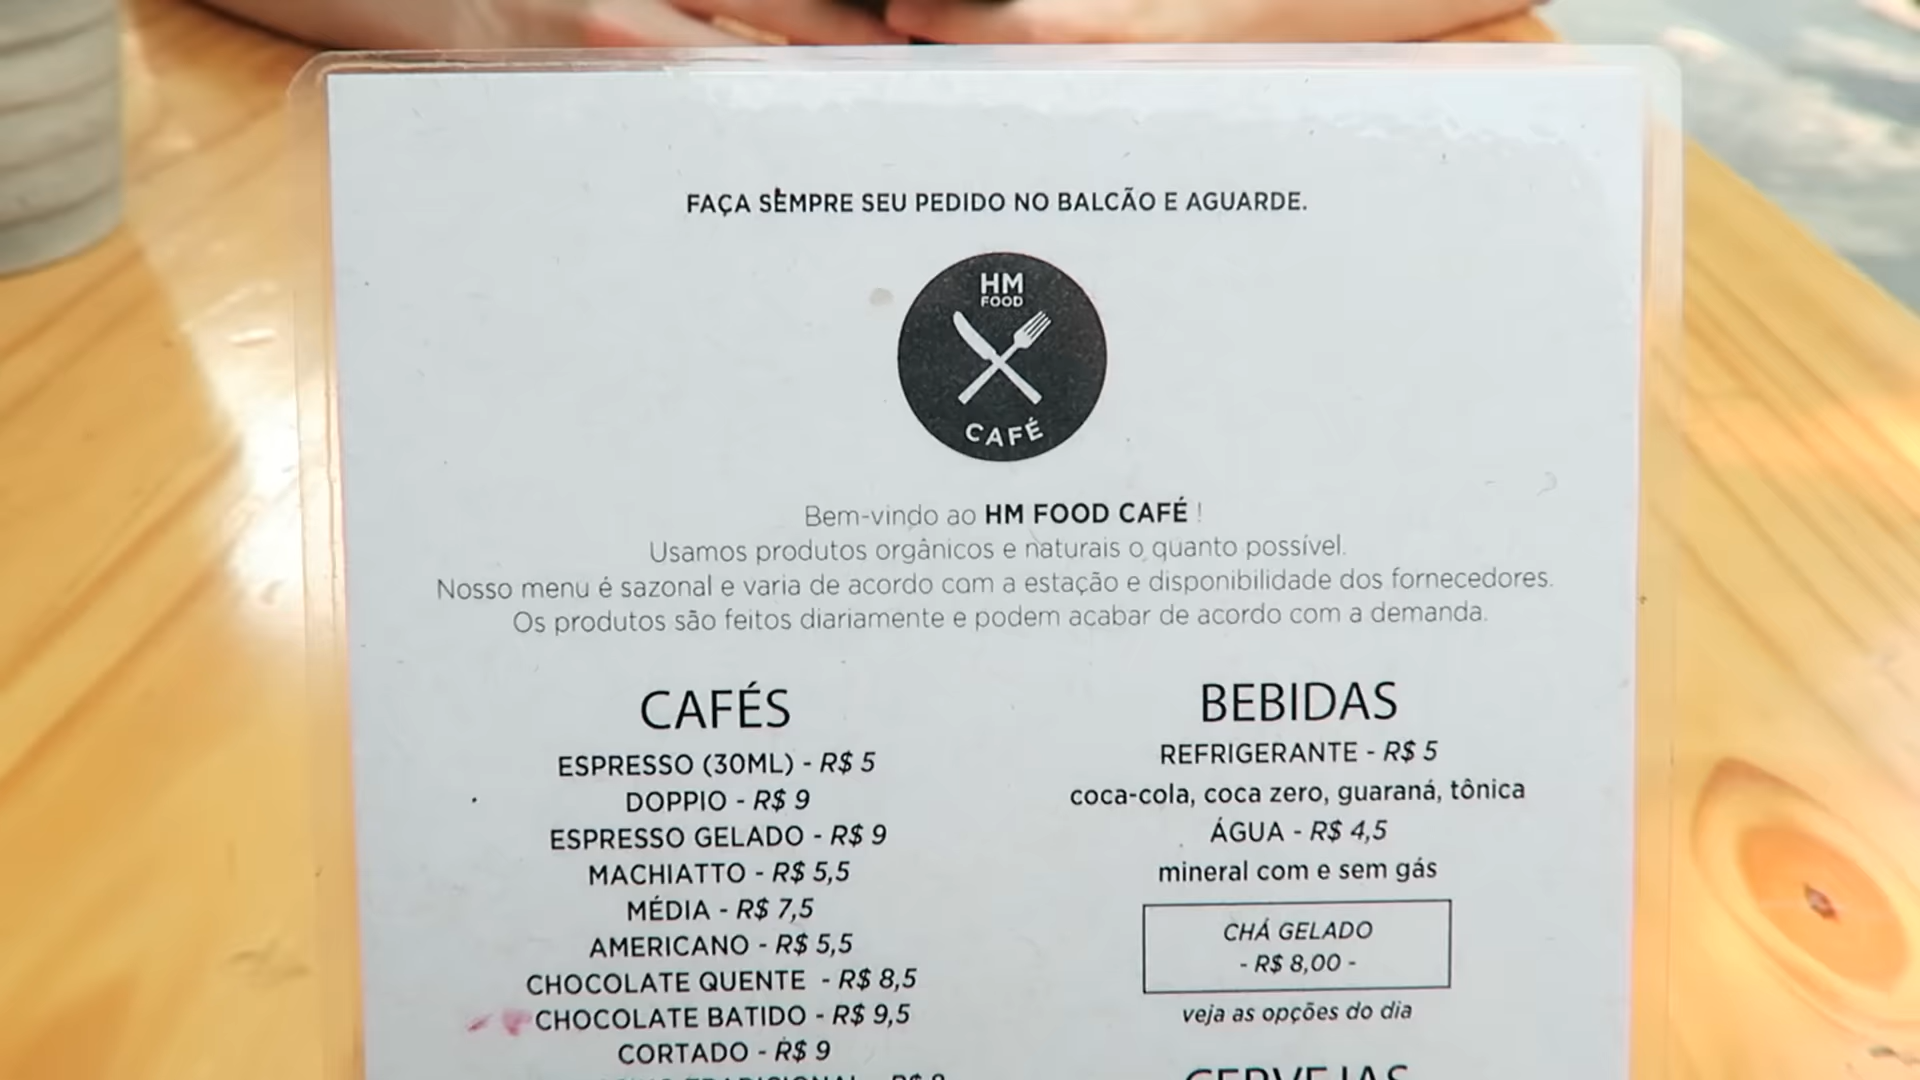 FAÇA SEMPRE SEU PEDIDO NO BALCÃO E AGUARDE.
HM
FOOD
CAFÉ
Bem-vindo ao HM FOOD CAFÉ !
Usamos produtos orgânicos e naturais o quanto possível.
Nosso menu é sazonal e varia de acordo com a estação e disponibilidade dos fornecedores.
Os produtos são feitos diariamente e podem acabar de acordo com a demanda.
CAFÉS
ESPRESSO (30ML) - R$ 5
DOPPIO - R$ 9
ESPRESSO GELADO - R$ 9
MACHIATTO - R$ 5,5
MÉDIA - R$ 7,5
AMERICANO - R$ 5,5
CHOCOLATE QUENTE - R$ 8,5
CHOCOLATE BATIDO - R$ 9,5
CORTADO - R$ 9
BEBIDAS
REFRIGERANTE - R$ 5
coca-cola, coca zero, guaraná, tônica
ÁGUA - R$ 4,5
mineral com e sem gás
CHÁ GELADO
- R$ 8,00 -
veja as opções do dia
CERVEJAS